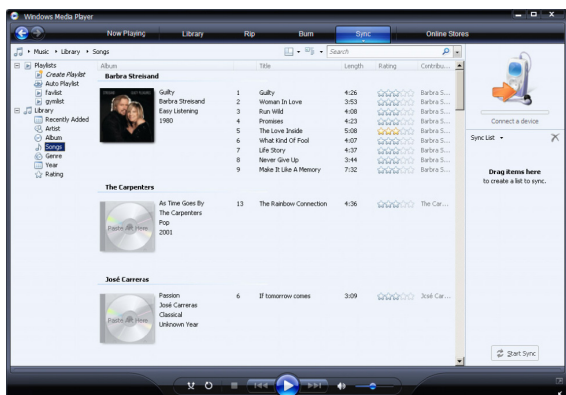 Windows Media Player
Now Playing Library Rip Burn Sync Online Stores
Music Library Songs Search
Playlists
Create Playlist
Auto Playlist
favlist
gymlist
Library
Recently Added
Artist
Album
Songs
Genre
Year
Rating
Album Title Length Rating Contribu...
Barbra Streisand
Guilty
Barbra Streisand
Easy Listening
1980
1 Guilty 4:26 Barbra S...
2 Woman In Love 3:53 Barbra S...
3 Run Wild 4:08 Barbra S...
4 Promises 4:23 Barbra S...
5 The Love Inside 5:08 Barbra S...
6 What Kind Of Fool 4:07 Barbra S...
7 Life Story 4:37 Barbra S...
8 Never Give Up 3:44 Barbra S...
9 Make It Like A Memory 7:32 Barbra S...
The Carpenters
Paste Art Here
As Time Goes By
The Carpenters
Pop
2001
13 The Rainbow Connection 4:36 The Car...
José Carreras
Paste Art Here
Passion
José Carreras
Classical
Unknown Year
6 If tomorrow comes 3:09 José Car...
Connect a device
Sync List
Drag items here
to create a list to sync.
Start Sync